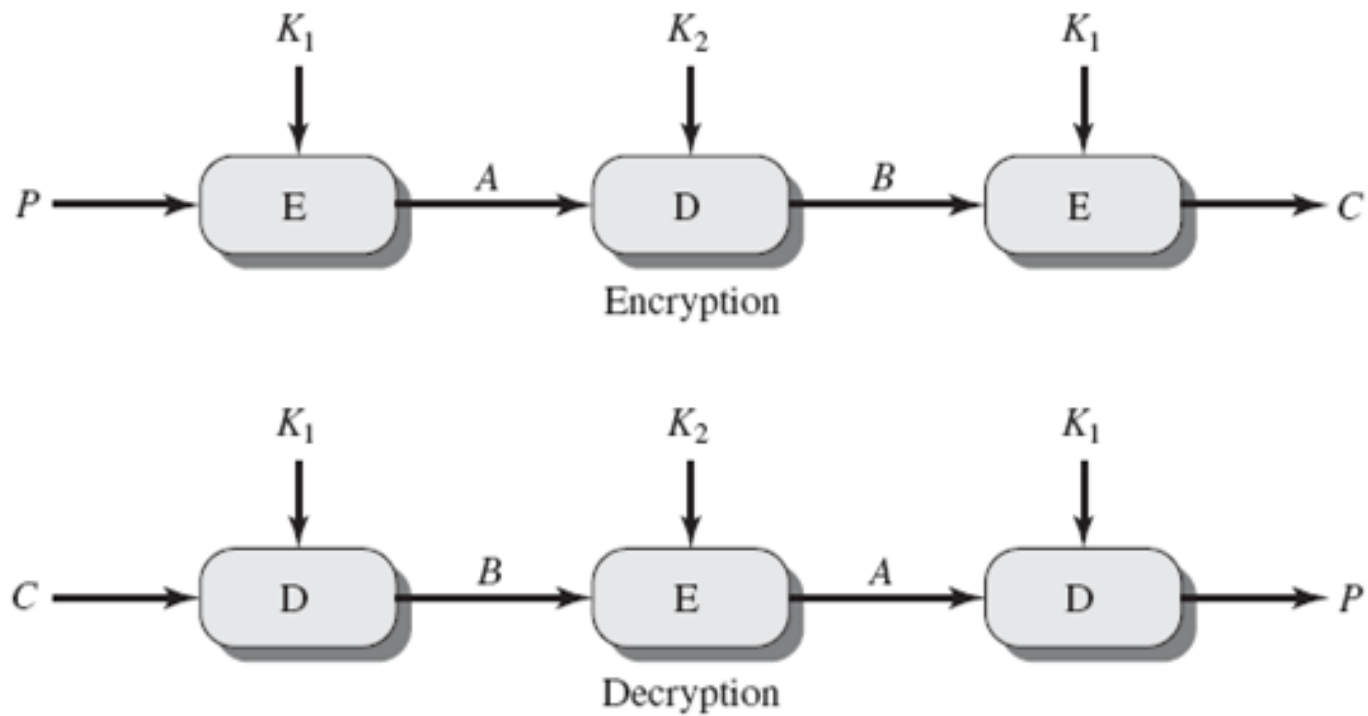 K₁ K₂ K₁
P E A D B E C
Encryption
K₁ K₂ K₁
C D B E A D P
Decryption